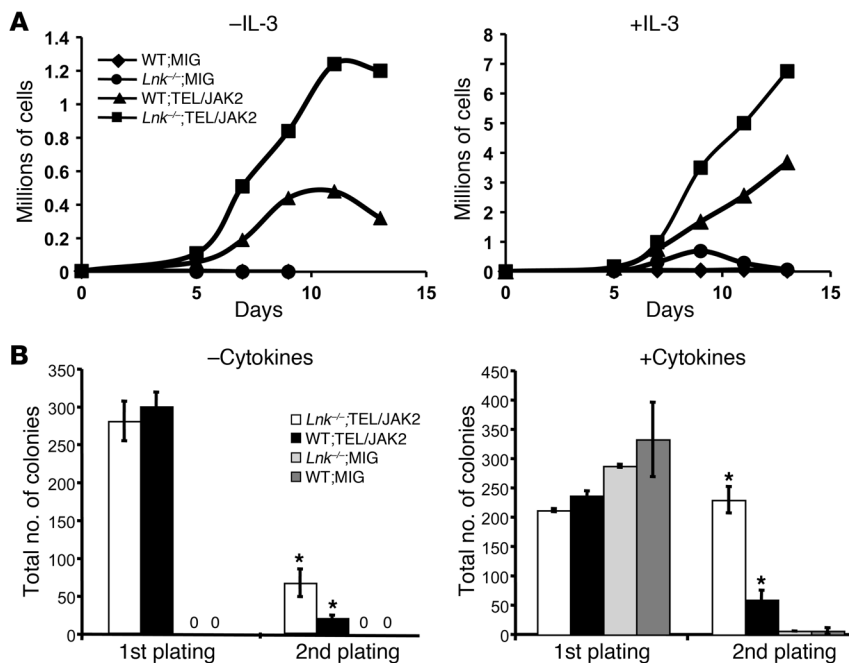 A
–IL-3
+IL-3
Millions of cells
1.4
1.2
1.0
0.8
0.6
0.4
0.2
0
WT;MIG
Lnk–/–;MIG
WT;TEL/JAK2
Lnk–/–;TEL/JAK2
0
5
10
15
Days
Millions of cells
8
7
6
5
4
3
2
1
0
0
5
10
15
Days
B
–Cytokines
+Cytokines
Total no. of colonies
350
300
250
200
150
100
50
0
Lnk–/–;TEL/JAK2
WT;TEL/JAK2
Lnk–/–;MIG
WT;MIG
0 0
* *
0 0
1st plating
2nd plating
Total no. of colonies
450
400
350
300
250
200
150
100
50
0
*
*
1st plating
2nd plating